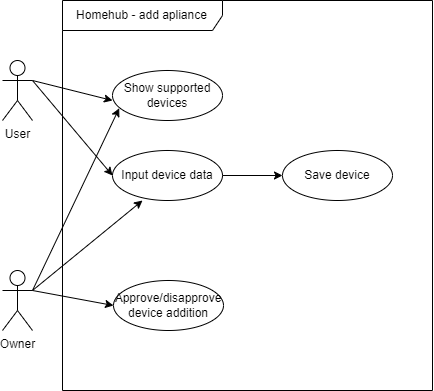 Homehub - add apliance
Show supported
devices
User
Input device data
Save device
Approve/disapprove
device addition
Owner